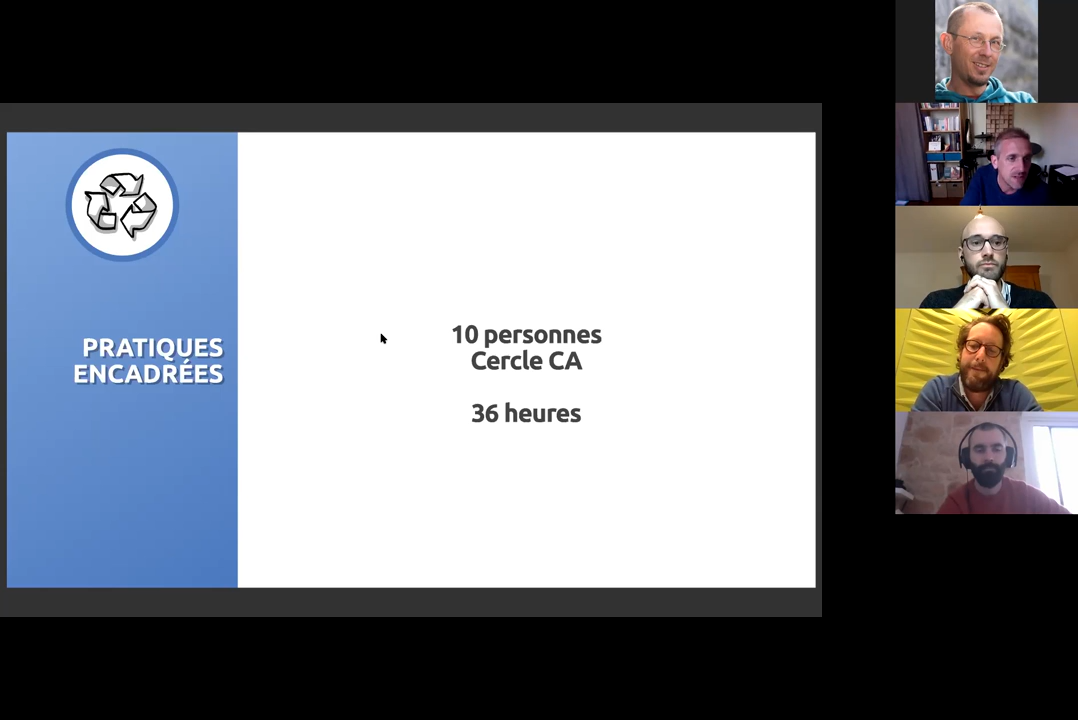 PRATIQUES
ENCADRÉES
10 personnes
Cercle CA
36 heures